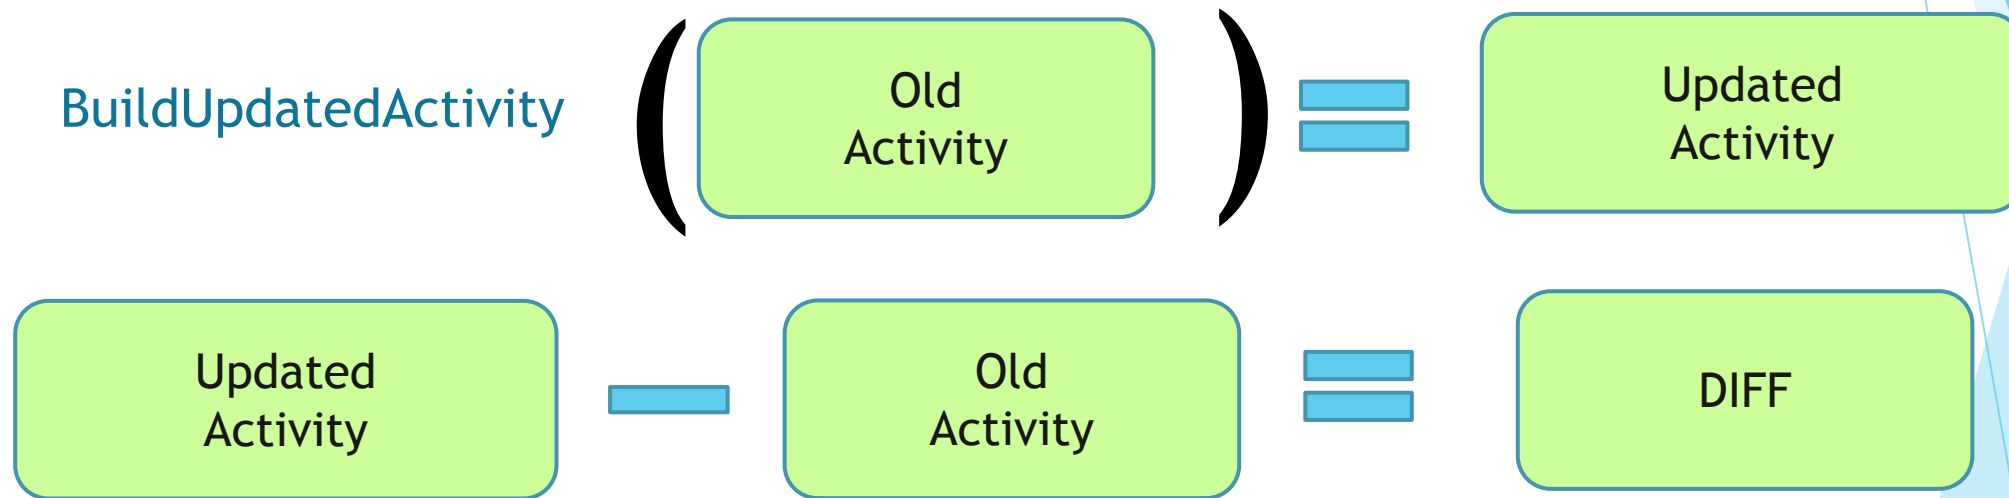 BuildUpdatedActivity
(
Old
Activity
)
Updated
Activity
Updated
Activity
Old
Activity
DIFF